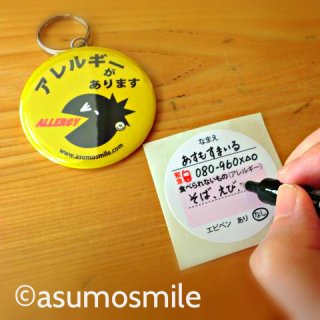 アレルギー
が
あります
ALLERGY
www.asumosmile.com
なまえ
あすもすまいる
緊急 080-960x△0
食べられないもの(アレルギー)
そば、えび、
エピペン あり なし
©asumosmile